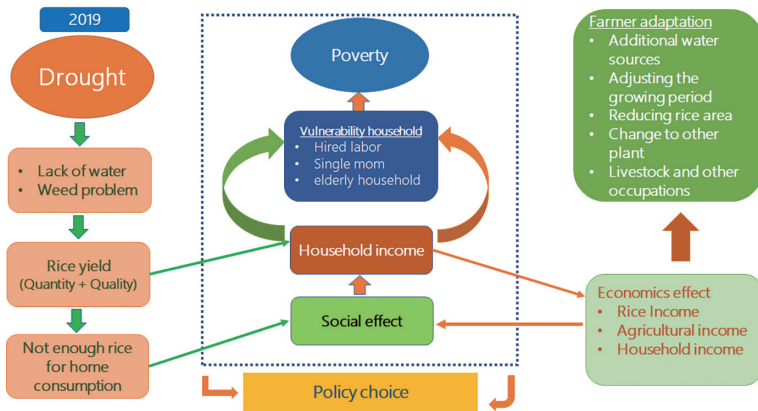 2019
Drought
• Lack of water
• Weed problem
Rice yield
(Quantity + Quality)
Not enough rice
for home
consumption
Poverty
Vulnerability household
• Hired labor
• Single mom
• elderly household
Household income
Social effect
Policy choice
Farmer adaptation
• Additional water
sources
• Adjusting the
growing period
• Reducing rice area
• Change to other
plant
• Livestock and other
occupations
Economics effect
• Rice Income
• Agricultural income
• Household income